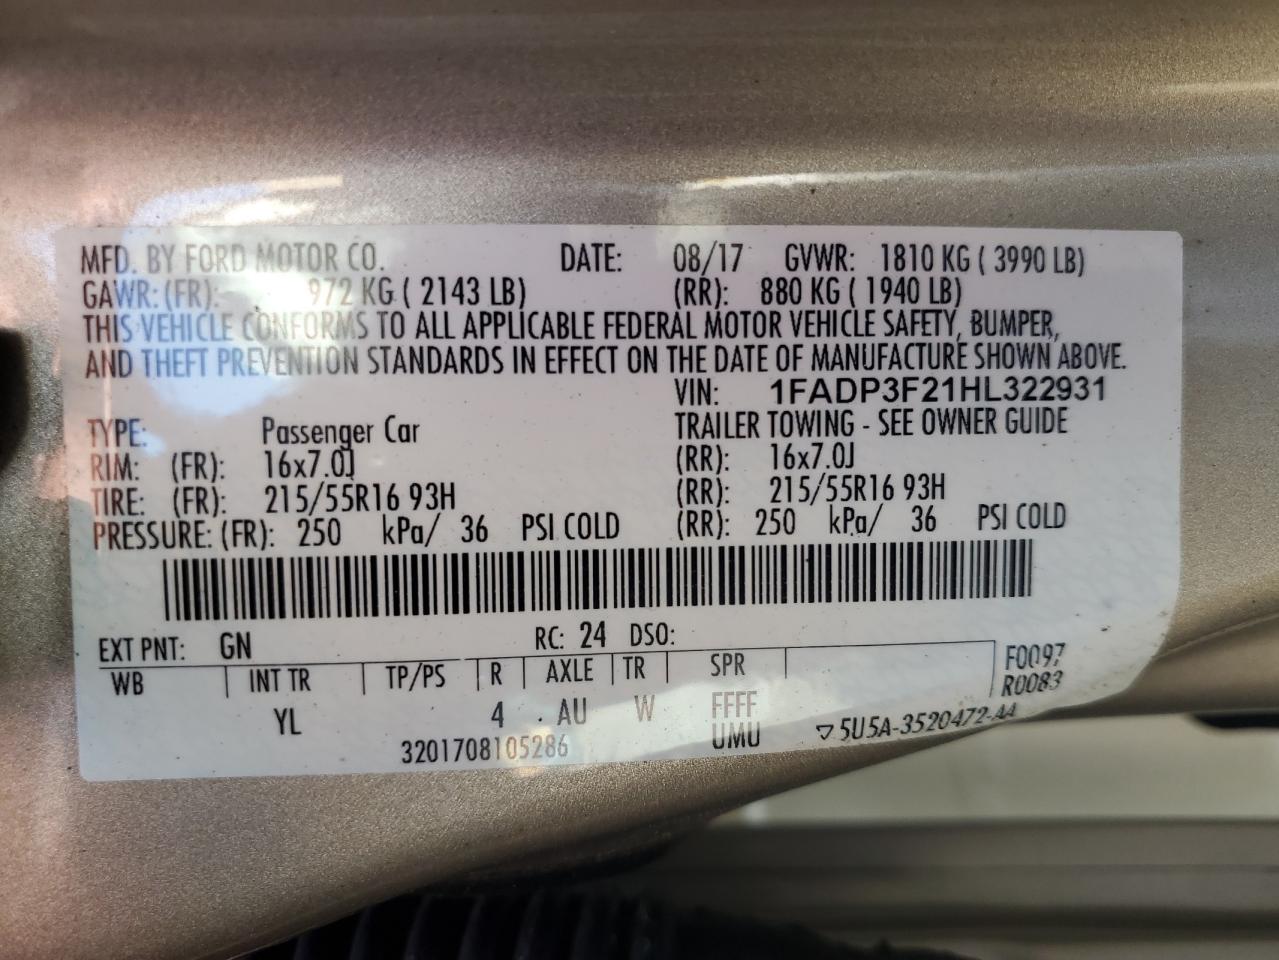 MFD. BY FORD MOTOR CO. DATE: 08/17 GVWR: 1810 KG ( 3990 LB)
GAWR: (FR): 972 KG ( 2143 LB) (RR): 880 KG ( 1940 LB)
THIS VEHICLE CONFORMS TO ALL APPLICABLE FEDERAL MOTOR VEHICLE SAFETY, BUMPER,
AND THEFT PREVENTION STANDARDS IN EFFECT ON THE DATE OF MANUFACTURE SHOWN ABOVE.
VIN: 1FADP3F21HL322931
TYPE: Passenger Car TRAILER TOWING - SEE OWNER GUIDE
RIM: (FR): 16x7.0J (RR): 16x7.0J
TIRE: (FR): 215/55R16 93H (RR): 215/55R16 93H
PRESSURE: (FR): 250 kPa/ 36 PSI COLD (RR): 250 kPa/ 36 PSI COLD
EXT PNT: GN RC: 24 DSO:
WB INT TR TP/PS R AXLE TR SPR F0097
YL 4 AU W FFFF R0083
3201708105286 UMU ▽5U5A-3520472-AA